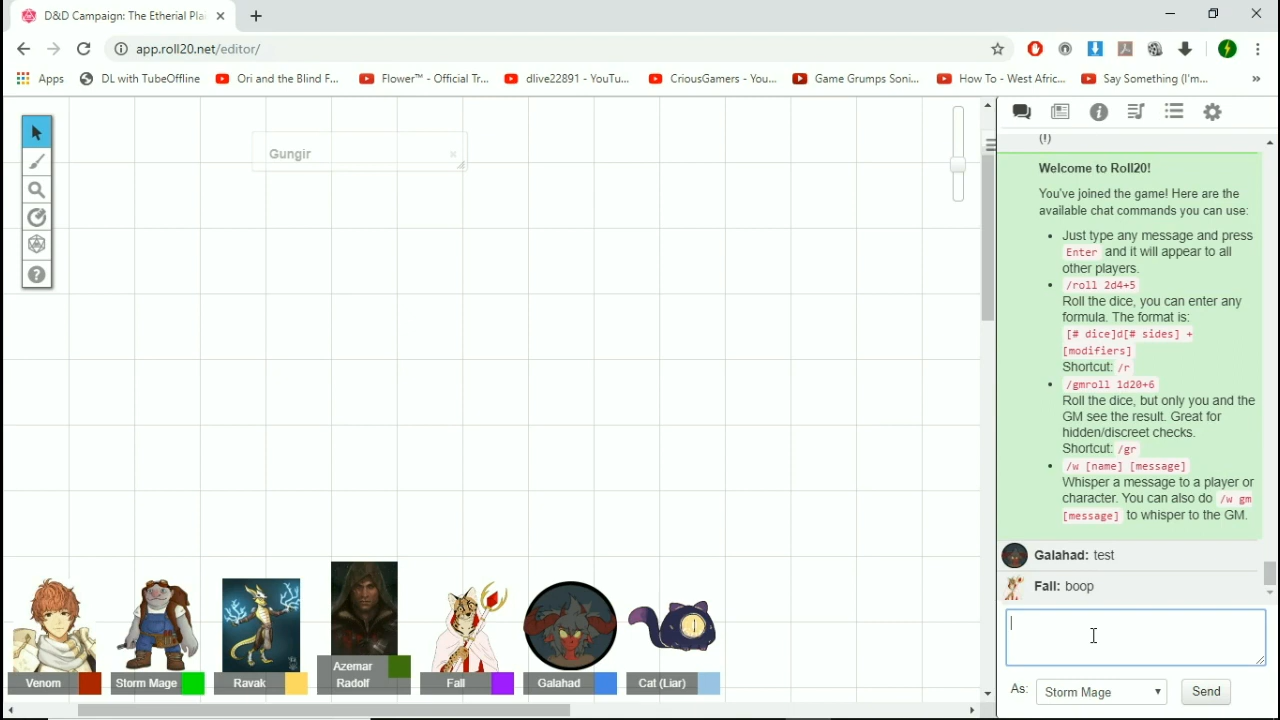 D&D Campaign: The Etherial Pla
app.roll20.net/editor/
Apps DL with TubeOffline Ori and the Blind F... Flower™ - Official Tr... dlive22891 - YouTu... CriousGamers - You... Game Grumps Soni... How To - West Afric... Say Something (I'm...
Gungir
(!)
Welcome to Roll20!
You've joined the game! Here are the
available chat commands you can use:
Just type any message and press
Enter and it will appear to all
other players.
/roll 2d4+5
Roll the dice, you can enter any
formula. The format is:
[# dice]d[# sides] +
[modifiers]
Shortcut: /r
/gmroll 1d20+6
Roll the dice, but only you and the
GM see the result. Great for
hidden/discreet checks.
Shortcut: /gr
/w [name] [message]
Whisper a message to a player or
character. You can also do /w gm
[message] to whisper to the GM.
Galahad: test
Fall: boop
As: Storm Mage Send
Venom
Storm Mage
Ravak
Azemar
Radolf
Fall
Galahad
Cat (Liar)